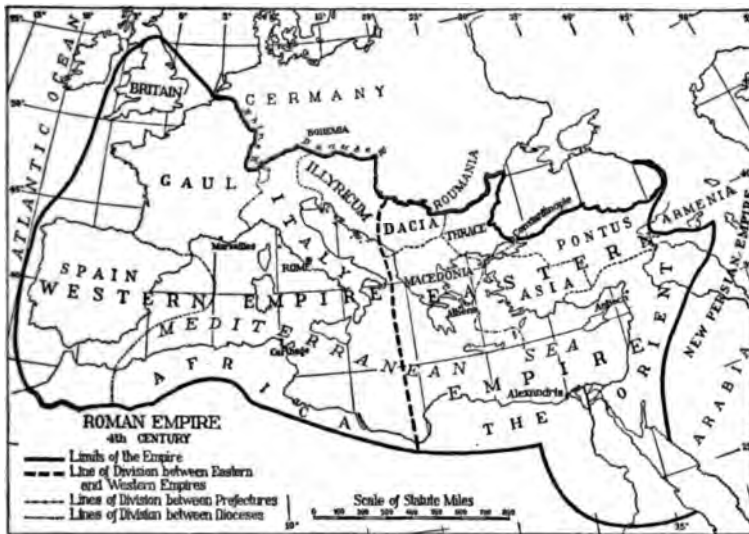 ATLANTIC OCEAN
BRITAIN
GERMANY
Rhine
BOHEMIA
Danube
GAUL
ITALY
ILLYRICUM
DACIA
ROUMANIA
THRACE
Constantinople
PONTUS
ARMENIA
NEW PERSIAN EMPIRE
Marseilles
ROME
MACEDONIA
ASIA
Athens
SPAIN
WESTERN EMPIRE
EASTERN
EMPIRE
MEDITERRANEAN SEA
Carthage
AFRICA
Alexandria
THE ORIENT
ARABIA
ROMAN EMPIRE
4th CENTURY
Limits of the Empire
Line of Division between Eastern
and Western Empires
Lines of Division between Prefectures
Lines of Division between Dioceses
Scale of Statute Miles